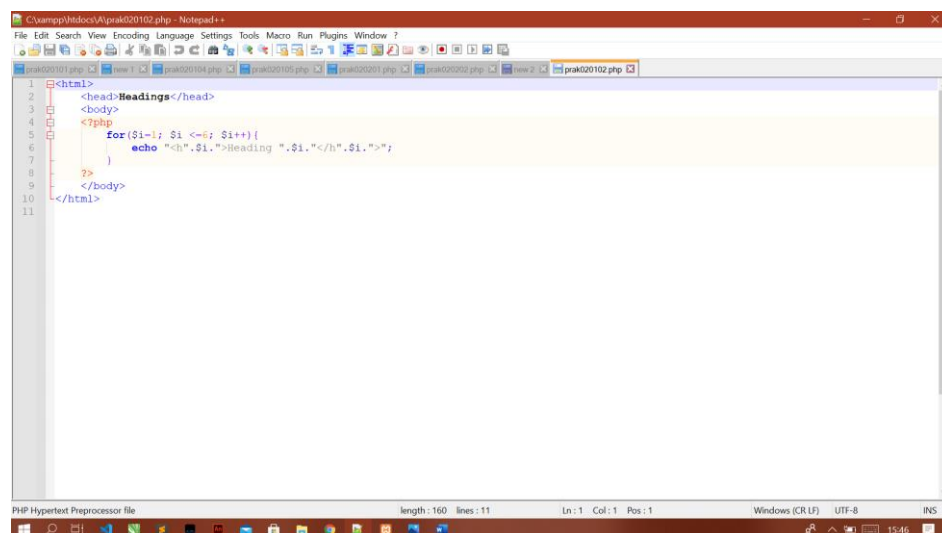 C:\xampp\htdocs\A\prak020102.php - Notepad++
File Edit Search View Encoding Language Settings Tools Macro Run Plugins Window ?
prak020101.php new 1 prak020104.php prak020105.php prak020201.php prak020202.php new 2 prak020102.php
1 <html>
2 <head>Headings</head>
3 <body>
4 <?php
5 for($i=1; $i <=6; $i++){
6 echo "<h".$i.">Heading ".$i."</h".$i.">";
7 }
8 ?>
9 </body>
10 </html>
11
PHP Hypertext Preprocessor file length : 160 lines : 11 Ln : 1 Col : 1 Pos : 1 Windows (CR LF) UTF-8 INS
15:46